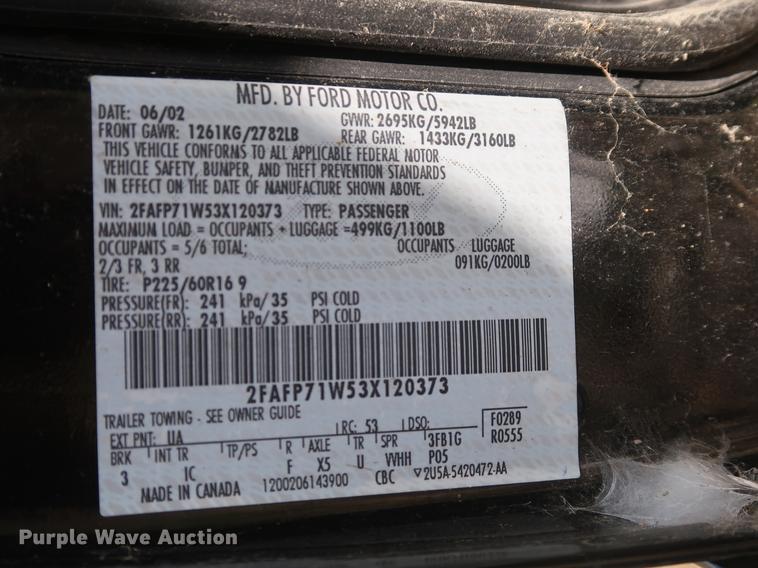 MFD. BY FORD MOTOR CO.
DATE: 06/02 GVWR: 2695KG/5942LB
FRONT GAWR: 1261KG/2782LB REAR GAWR: 1433KG/3160LB
THIS VEHICLE CONFORMS TO ALL APPLICABLE FEDERAL MOTOR
VEHICLE SAFETY, BUMPER, AND THEFT PREVENTION STANDARDS
IN EFFECT ON THE DATE OF MANUFACTURE SHOWN ABOVE.
VIN: 2FAFP71W53X120373 TYPE: PASSENGER
MAXIMUM LOAD = OCCUPANTS + LUGGAGE =499KG/1100LB
OCCUPANTS = 5/6 TOTAL; OCCUPANTS LUGGAGE
2/3 FR, 3 RR 091KG/0200LB
TIRE: P225/60R16 9
PRESSURE(FR): 241 kPa/35 PSI COLD
PRESSURE(RR): 241 kPa/35 PSI COLD
2FAFP71W53X120373
TRAILER TOWING - SEE OWNER GUIDE F0289
EXT PNT: UA RC: 53 DSO: R0555
BRK INT TR TP/PS R AXLE TR SPR 3FB1G
3 IC F X5 U WHH P05
MADE IN CANADA 1200206143900 CBC ▽2U5A-5420472-AA
Purple Wave Auction